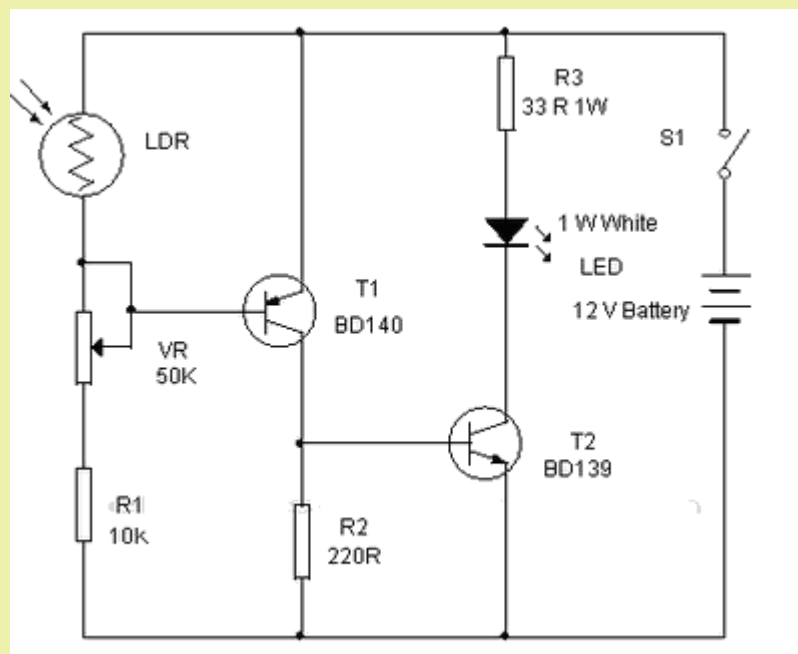 LDR
R3
33 R 1W
S1
1 W White
LED
12 V Battery
T1
BD140
VR
50K
T2
BD139
R1
10K
R2
220R